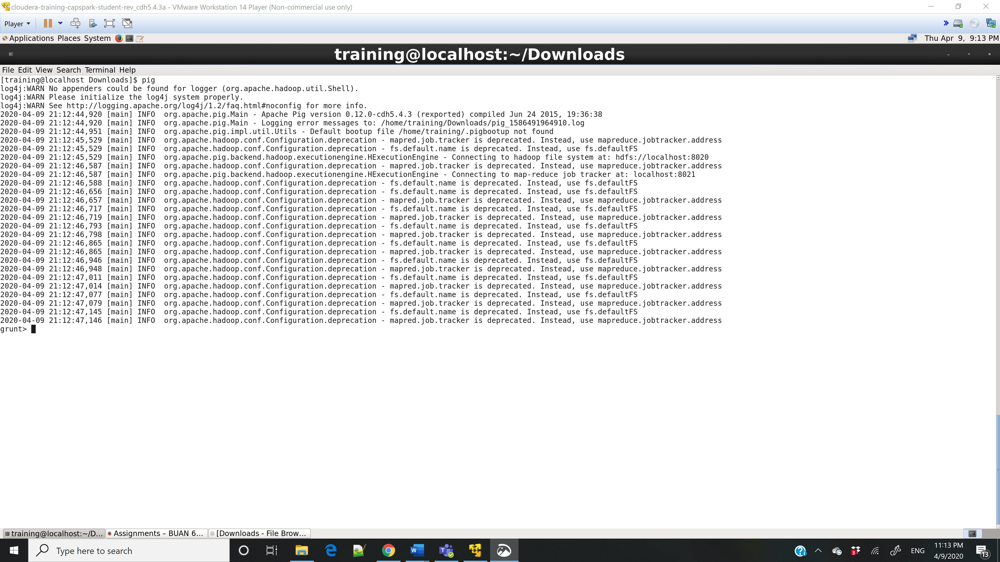 cloudera-training-capspark-student-rev_cdh5.4.3a - VMware Workstation 14 Player (Non-commercial use only)
Player
Applications Places System Thu Apr 9, 9:13 PM
training@localhost:~/Downloads
File Edit View Search Terminal Help
[training@localhost Downloads]$ pig
log4j:WARN No appenders could be found for logger (org.apache.hadoop.util.Shell).
log4j:WARN Please initialize the log4j system properly.
log4j:WARN See http://logging.apache.org/log4j/1.2/faq.html#noconfig for more info.
2020-04-09 21:12:44,920 [main] INFO  org.apache.pig.Main - Apache Pig version 0.12.0-cdh5.4.3 (rexported) compiled Jun 24 2015, 19:36:38
2020-04-09 21:12:44,920 [main] INFO  org.apache.pig.Main - Logging error messages to: /home/training/Downloads/pig_1586491964910.log
2020-04-09 21:12:44,951 [main] INFO  org.apache.pig.impl.util.Utils - Default bootup file /home/training/.pigbootup not found
2020-04-09 21:12:45,529 [main] INFO  org.apache.hadoop.conf.Configuration.deprecation - mapred.job.tracker is deprecated. Instead, use mapreduce.jobtracker.address
2020-04-09 21:12:45,529 [main] INFO  org.apache.hadoop.conf.Configuration.deprecation - fs.default.name is deprecated. Instead, use fs.defaultFS
2020-04-09 21:12:45,529 [main] INFO  org.apache.pig.backend.hadoop.executionengine.HExecutionEngine - Connecting to hadoop file system at: hdfs://localhost:8020
2020-04-09 21:12:46,587 [main] INFO  org.apache.hadoop.conf.Configuration.deprecation - mapred.job.tracker is deprecated. Instead, use mapreduce.jobtracker.address
2020-04-09 21:12:46,587 [main] INFO  org.apache.pig.backend.hadoop.executionengine.HExecutionEngine - Connecting to map-reduce job tracker at: localhost:8021
2020-04-09 21:12:46,588 [main] INFO  org.apache.hadoop.conf.Configuration.deprecation - fs.default.name is deprecated. Instead, use fs.defaultFS
2020-04-09 21:12:46,656 [main] INFO  org.apache.hadoop.conf.Configuration.deprecation - fs.default.name is deprecated. Instead, use fs.defaultFS
2020-04-09 21:12:46,657 [main] INFO  org.apache.hadoop.conf.Configuration.deprecation - mapred.job.tracker is deprecated. Instead, use mapreduce.jobtracker.address
2020-04-09 21:12:46,717 [main] INFO  org.apache.hadoop.conf.Configuration.deprecation - fs.default.name is deprecated. Instead, use fs.defaultFS
2020-04-09 21:12:46,719 [main] INFO  org.apache.hadoop.conf.Configuration.deprecation - mapred.job.tracker is deprecated. Instead, use mapreduce.jobtracker.address
2020-04-09 21:12:46,793 [main] INFO  org.apache.hadoop.conf.Configuration.deprecation - fs.default.name is deprecated. Instead, use fs.defaultFS
2020-04-09 21:12:46,798 [main] INFO  org.apache.hadoop.conf.Configuration.deprecation - mapred.job.tracker is deprecated. Instead, use mapreduce.jobtracker.address
2020-04-09 21:12:46,865 [main] INFO  org.apache.hadoop.conf.Configuration.deprecation - fs.default.name is deprecated. Instead, use fs.defaultFS
2020-04-09 21:12:46,865 [main] INFO  org.apache.hadoop.conf.Configuration.deprecation - mapred.job.tracker is deprecated. Instead, use mapreduce.jobtracker.address
2020-04-09 21:12:46,946 [main] INFO  org.apache.hadoop.conf.Configuration.deprecation - fs.default.name is deprecated. Instead, use fs.defaultFS
2020-04-09 21:12:46,948 [main] INFO  org.apache.hadoop.conf.Configuration.deprecation - mapred.job.tracker is deprecated. Instead, use mapreduce.jobtracker.address
2020-04-09 21:12:47,011 [main] INFO  org.apache.hadoop.conf.Configuration.deprecation - fs.default.name is deprecated. Instead, use fs.defaultFS
2020-04-09 21:12:47,014 [main] INFO  org.apache.hadoop.conf.Configuration.deprecation - mapred.job.tracker is deprecated. Instead, use mapreduce.jobtracker.address
2020-04-09 21:12:47,077 [main] INFO  org.apache.hadoop.conf.Configuration.deprecation - fs.default.name is deprecated. Instead, use fs.defaultFS
2020-04-09 21:12:47,079 [main] INFO  org.apache.hadoop.conf.Configuration.deprecation - mapred.job.tracker is deprecated. Instead, use mapreduce.jobtracker.address
2020-04-09 21:12:47,145 [main] INFO  org.apache.hadoop.conf.Configuration.deprecation - fs.default.name is deprecated. Instead, use fs.defaultFS
2020-04-09 21:12:47,146 [main] INFO  org.apache.hadoop.conf.Configuration.deprecation - mapred.job.tracker is deprecated. Instead, use mapreduce.jobtracker.address
grunt>
training@localhost:~/D... Assignments – BUAN 6... [Downloads - File Brow...
Type here to search
3
ENG
11:13 PM
4/9/2020
13